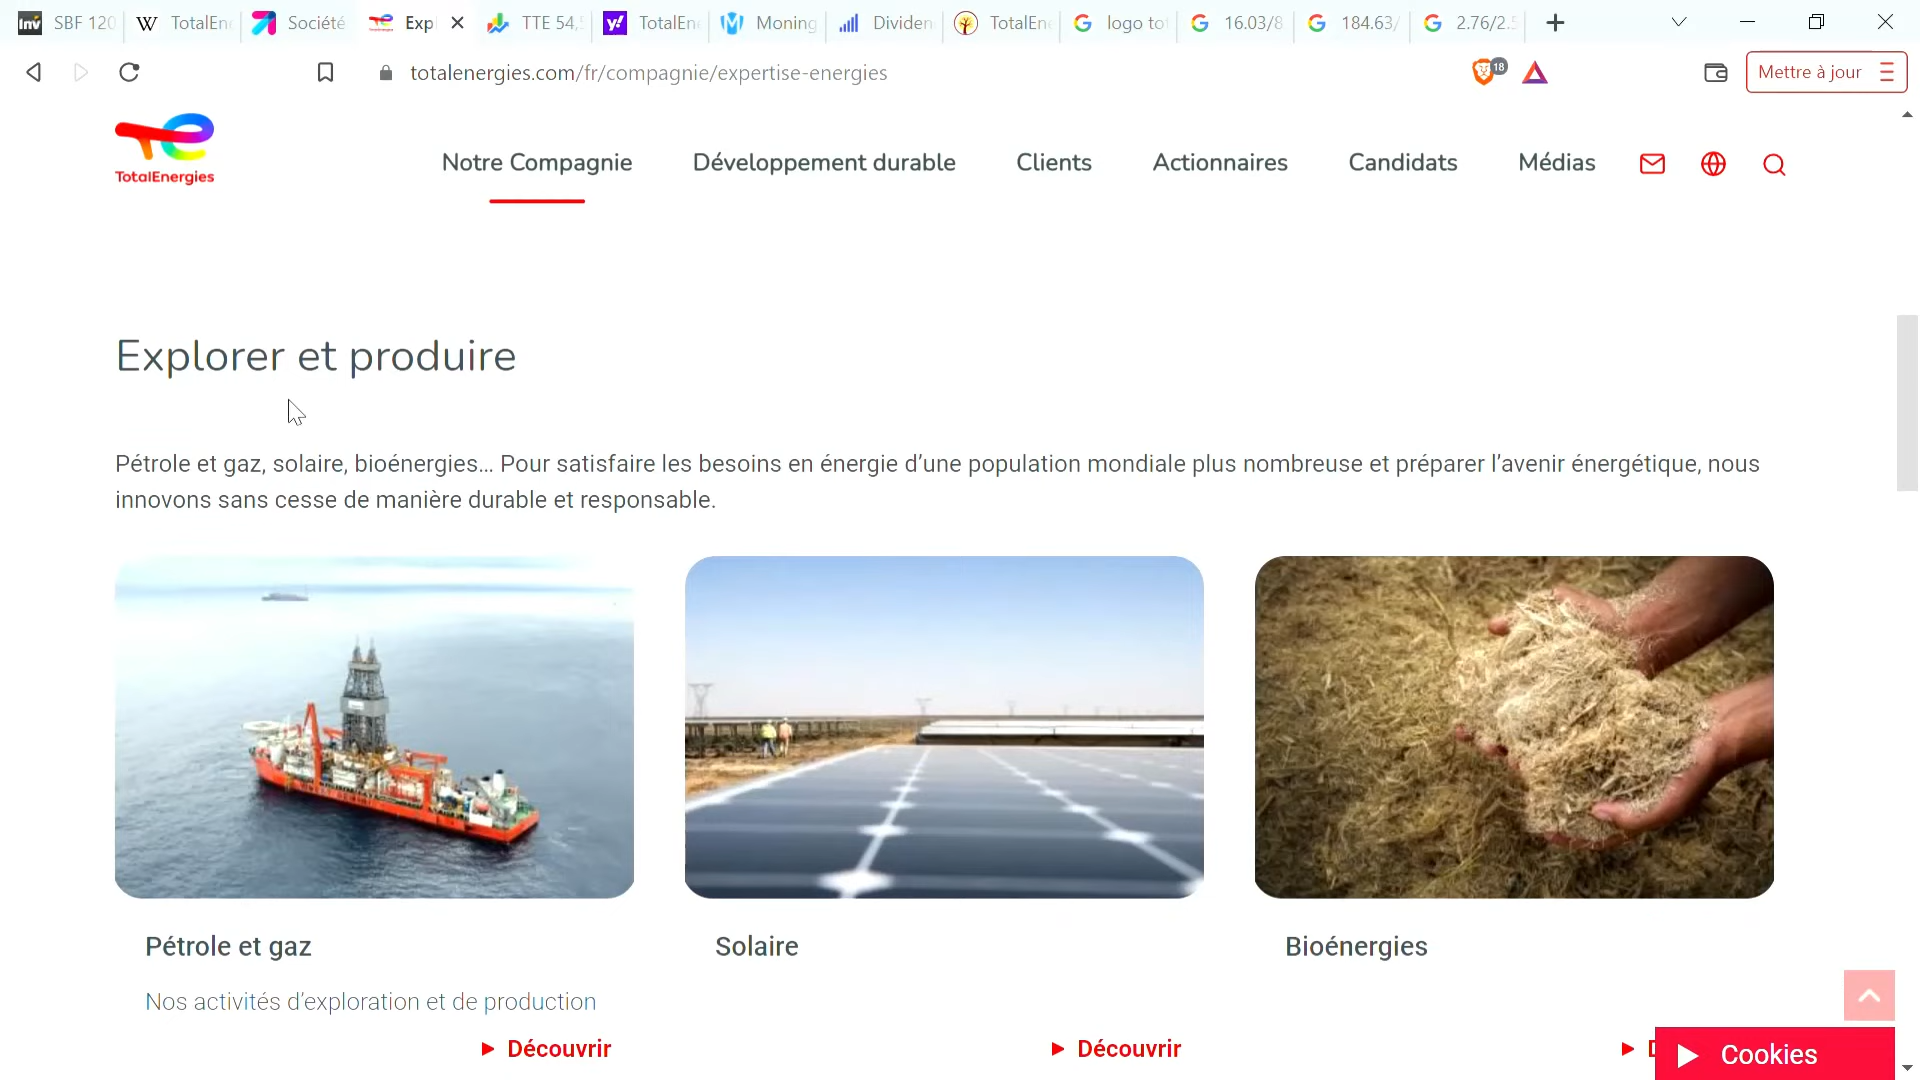 SBF 120
TotalEn
Société
Expl
TTE 54,
TotalEn
Moning
Dividen
TotalEn
logo tot
16.03/8
184.63/
2.76/2.5
totalenergies.com/fr/compagnie/expertise-energies
18
Mettre à jour
TotalEnergies
Notre Compagnie
Développement durable
Clients
Actionnaires
Candidats
Médias
Explorer et produire
Pétrole et gaz, solaire, bioénergies… Pour satisfaire les besoins en énergie d’une population mondiale plus nombreuse et préparer l’avenir énergétique, nous
innovons sans cesse de manière durable et responsable.
Pétrole et gaz
Solaire
Bioénergies
Nos activités d’exploration et de production
Découvrir
Découvrir
Cookies